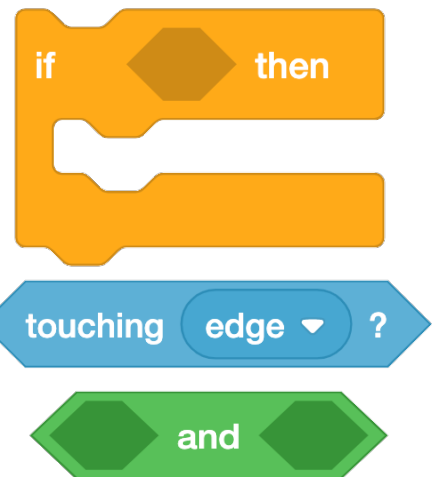 if then
touching edge ?
and